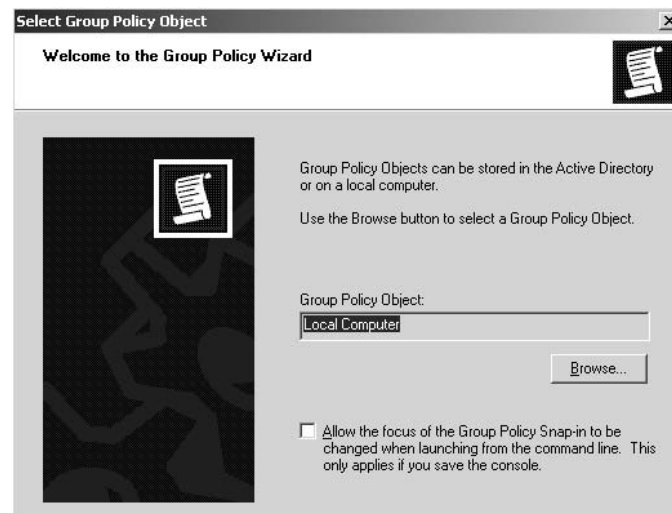 Select Group Policy Object
Welcome to the Group Policy Wizard
Group Policy Objects can be stored in the Active Directory
or on a local computer.
Use the Browse button to select a Group Policy Object.
Group Policy Object:
Local Computer
Browse...
Allow the focus of the Group Policy Snap-in to be
changed when launching from the command line. This
only applies if you save the console.